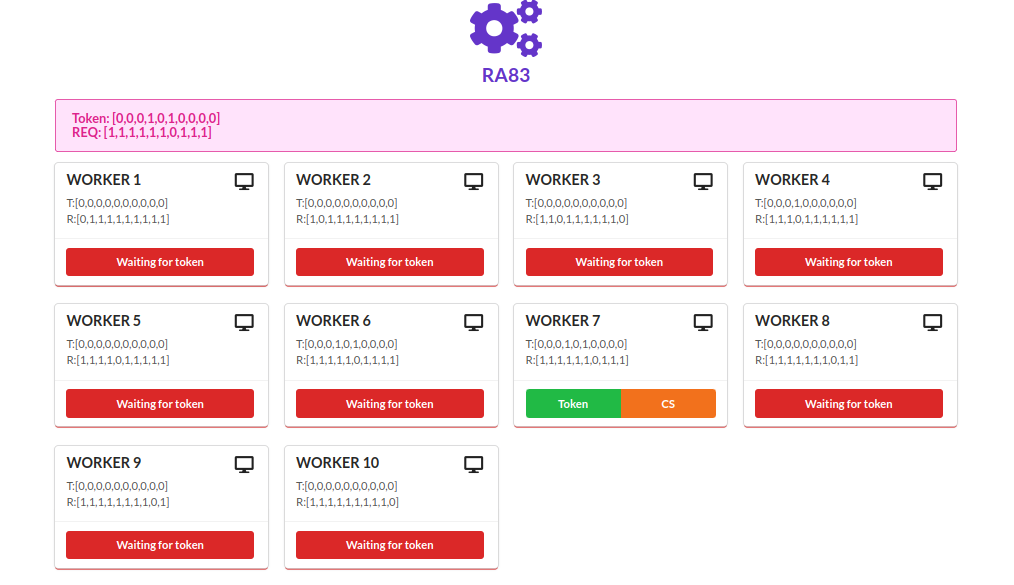 RA83
Token: [0,0,0,1,0,1,0,0,0,0]
REQ: [1,1,1,1,1,1,0,1,1,1]
WORKER 1
T:[0,0,0,0,0,0,0,0,0,0]
R:[0,1,1,1,1,1,1,1,1,1]
Waiting for token
WORKER 2
T:[0,0,0,0,0,0,0,0,0,0]
R:[1,0,1,1,1,1,1,1,1,1]
Waiting for token
WORKER 3
T:[0,0,0,0,0,0,0,0,0,0]
R:[1,1,0,1,1,1,1,1,1,0]
Waiting for token
WORKER 4
T:[0,0,0,1,0,0,0,0,0,0]
R:[1,1,1,0,1,1,1,1,1,1]
Waiting for token
WORKER 5
T:[0,0,0,0,0,0,0,0,0,0]
R:[1,1,1,1,0,1,1,1,1,1]
Waiting for token
WORKER 6
T:[0,0,0,1,0,1,0,0,0,0]
R:[1,1,1,1,1,0,1,1,1,1]
Waiting for token
WORKER 7
T:[0,0,0,1,0,1,0,0,0,0]
R:[1,1,1,1,1,1,0,1,1,1]
Token
CS
WORKER 8
T:[0,0,0,0,0,0,0,0,0,0]
R:[1,1,1,1,1,1,1,0,1,1]
Waiting for token
WORKER 9
T:[0,0,0,0,0,0,0,0,0,0]
R:[1,1,1,1,1,1,1,1,0,1]
Waiting for token
WORKER 10
T:[0,0,0,0,0,0,0,0,0,0]
R:[1,1,1,1,1,1,1,1,1,0]
Waiting for token